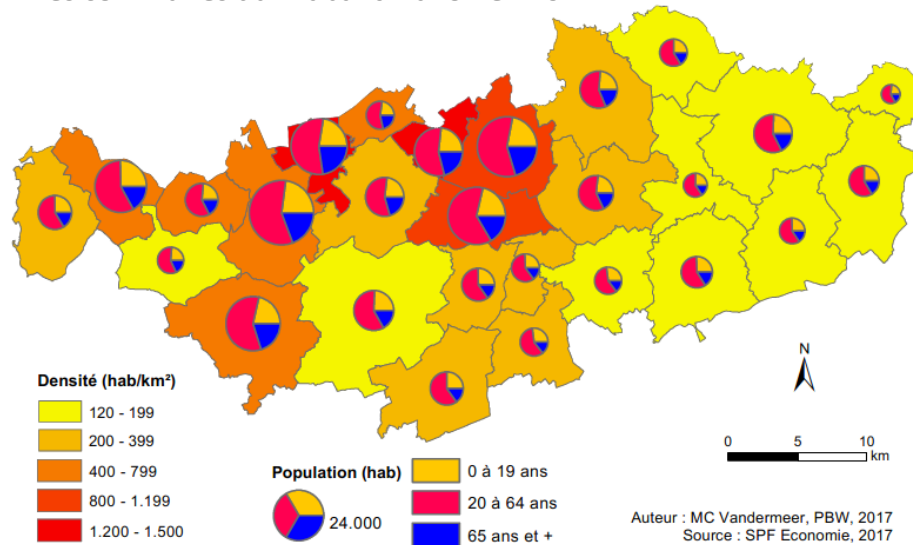 N
Densité (hab/km²)
120 - 199
200 - 399
400 - 799
800 - 1.199
1.200 - 1.500
Population (hab)
24.000
0 à 19 ans
20 à 64 ans
65 ans et +
0 5 10
km
Auteur : MC Vandermeer, PBW, 2017
Source : SPF Economie, 2017